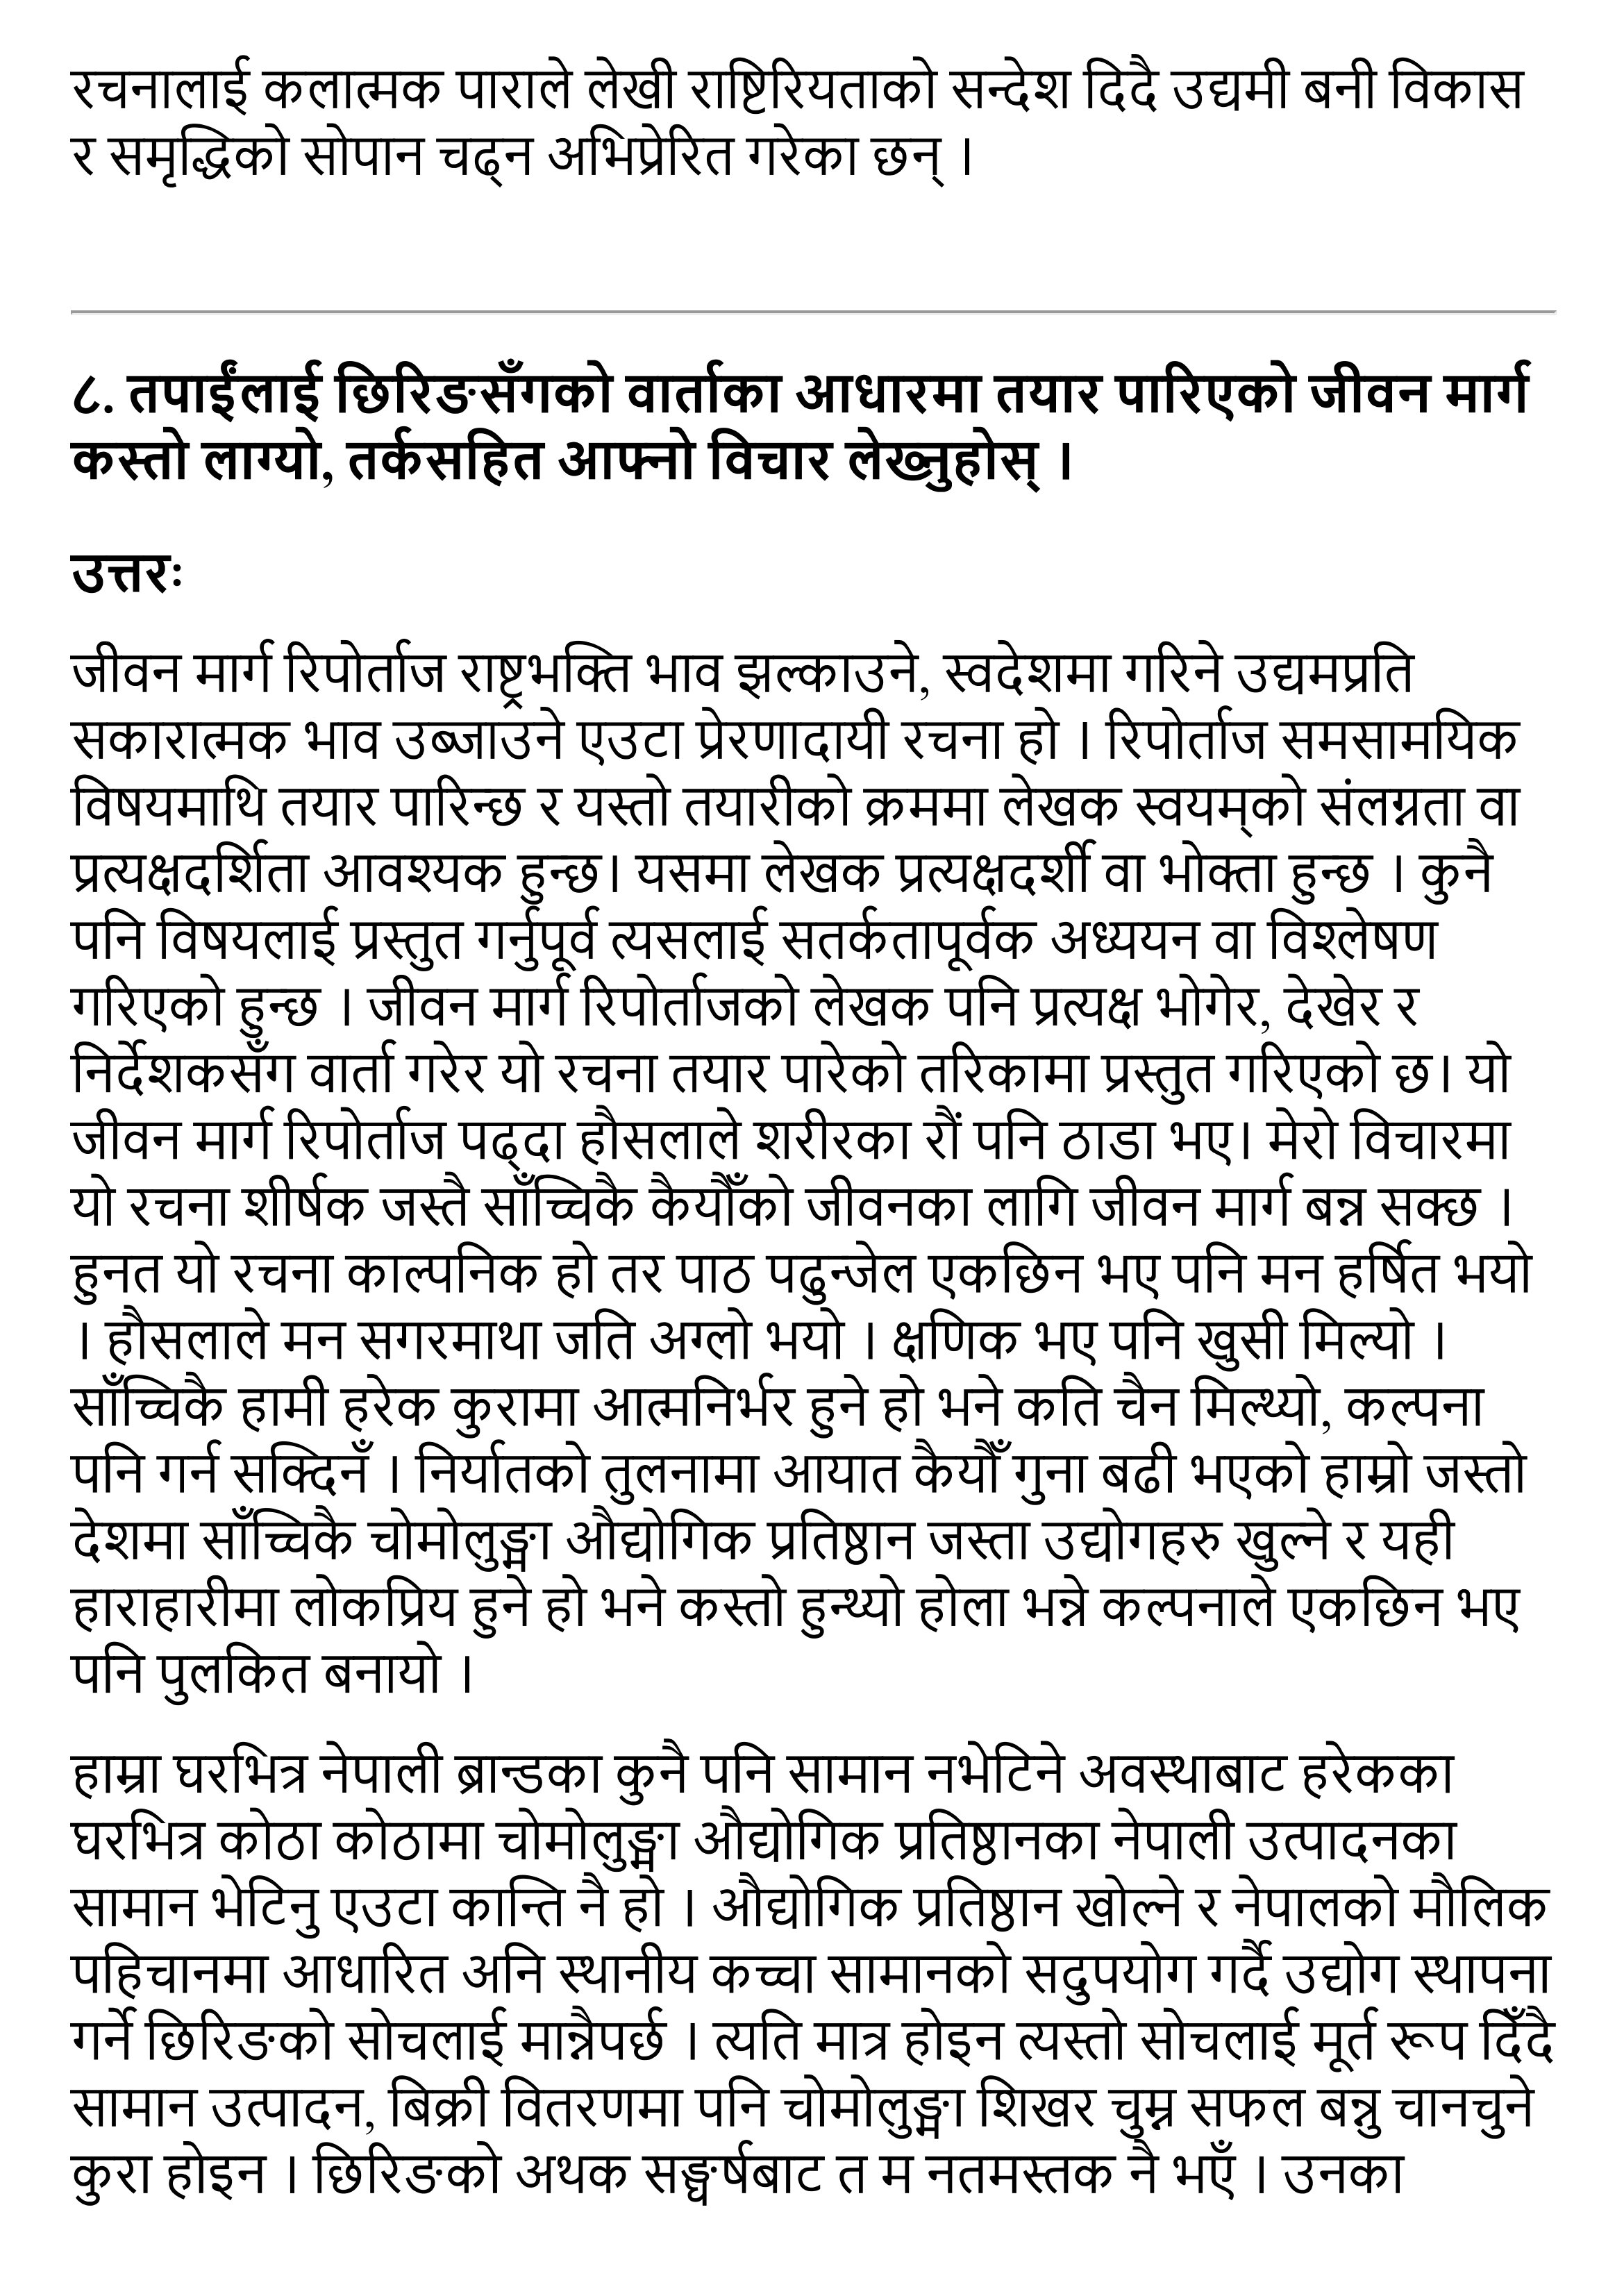 रचनालाई कलात्मक पाराले लेखी राष्टिरियताको सन्देश दिदै उद्यमी बनी विकास
र समृद्धिको सोपान चढ्न अभिप्रेरित गरेका छन् ।
८. तपाईंलाई छिरिङसँगको वार्ताका आधारमा तयार पारिएको जीवन मार्ग
कस्तो लाग्यो, तर्कसहित आफ्नो विचार लेख्नुहोस् ।
उत्तरः
जीवन मार्ग रिपोर्ताज राष्ट्रभक्ति भाव झल्काउने, स्वदेशमा गरिने उद्यमप्रति
सकारात्मक भाव उब्जाउने एउटा प्रेरणादायी रचना हो । रिपोर्ताज समसामयिक
विषयमाथि तयार पारिन्छ र यस्तो तयारीको क्रममा लेखक स्वयम्को संलग्नता वा
प्रत्यक्षदर्शिता आवश्यक हुन्छ। यसमा लेखक प्रत्यक्षदर्शी वा भोक्ता हुन्छ । कुनै
पनि विषयलाई प्रस्तुत गर्नुपूर्व त्यसलाई सतर्कतापूर्वक अध्ययन वा विश्लेषण
गरिएको हुन्छ । जीवन मार्ग रिपोर्ताजको लेखक पनि प्रत्यक्ष भोगेर, देखेर र
निर्देशकसँग वार्ता गरेर यो रचना तयार पारेको तरिकामा प्रस्तुत गरिएको छ। यो
जीवन मार्ग रिपोर्ताज पढ्दा हौसलाले शरीरका रौं पनि ठाडा भए। मेरो विचारमा
यो रचना शीर्षक जस्तै साँच्चिकै कैयौँको जीवनका लागि जीवन मार्ग बन्न सक्छ ।
हुनत यो रचना काल्पनिक हो तर पाठ पढुन्जेल एकछिन भए पनि मन हर्षित भयो
। हौसलाले मन सगरमाथा जति अग्लो भयो । क्षणिक भए पनि खुसी मिल्यो ।
साँच्चिकै हामी हरेक कुरामा आत्मनिर्भर हुने हो भने कति चैन मिल्थ्यो, कल्पना
पनि गर्न सक्दिनँ । निर्यातको तुलनामा आयात कैयौँ गुना बढी भएको हाम्रो जस्तो
देशमा साँच्चिकै चोमोलुङ्मा औद्योगिक प्रतिष्ठान जस्ता उद्योगहरु खुल्ने र यही
हाराहारीमा लोकप्रिय हुने हो भने कस्तो हुन्थ्यो होला भन्ने कल्पनाले एकछिन भए
पनि पुलकित बनायो ।
हाम्रा घरभित्र नेपाली ब्रान्डका कुनै पनि सामान नभेटिने अवस्थाबाट हरेकका
घरभित्र कोठा कोठामा चोमोलुङ्मा औद्योगिक प्रतिष्ठानका नेपाली उत्पादनका
सामान भेटिनु एउटा कान्ति नै हो । औद्योगिक प्रतिष्ठान खोल्ने र नेपालको मौलिक
पहिचानमा आधारित अनि स्थानीय कच्चा सामानको सदुपयोग गर्दै उद्योग स्थापना
गर्ने छिरिङको सोचलाई मान्नैपर्छ । त्यति मात्र होइन त्यस्तो सोचलाई मूर्त रूप दिँदै
सामान उत्पादन, बिक्री वितरणमा पनि चोमोलुङ्मा शिखर चुम्न सफल बन्नु चानचुने
कुरा होइन । छिरिङको अथक सङ्घर्षबाट त म नतमस्तक नै भएँ । उनका